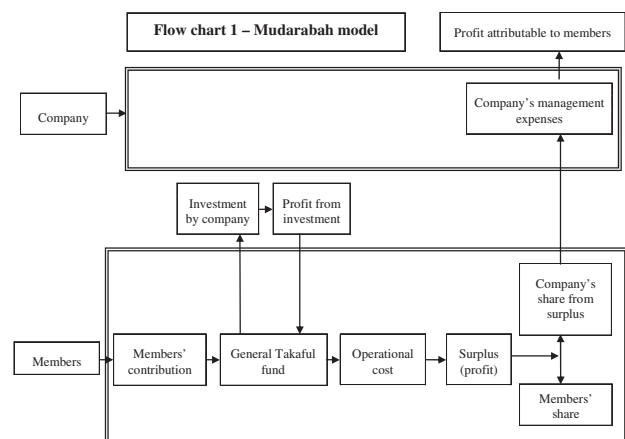 Flow chart 1 – Mudarabah model
Profit attributable to members
Company
Company's management
expenses
Investment
by company
Profit from
investment
Company's
share from
surplus
Members
Members'
contribution
General Takaful
fund
Operational
cost
Surplus
(profit)
Members'
share